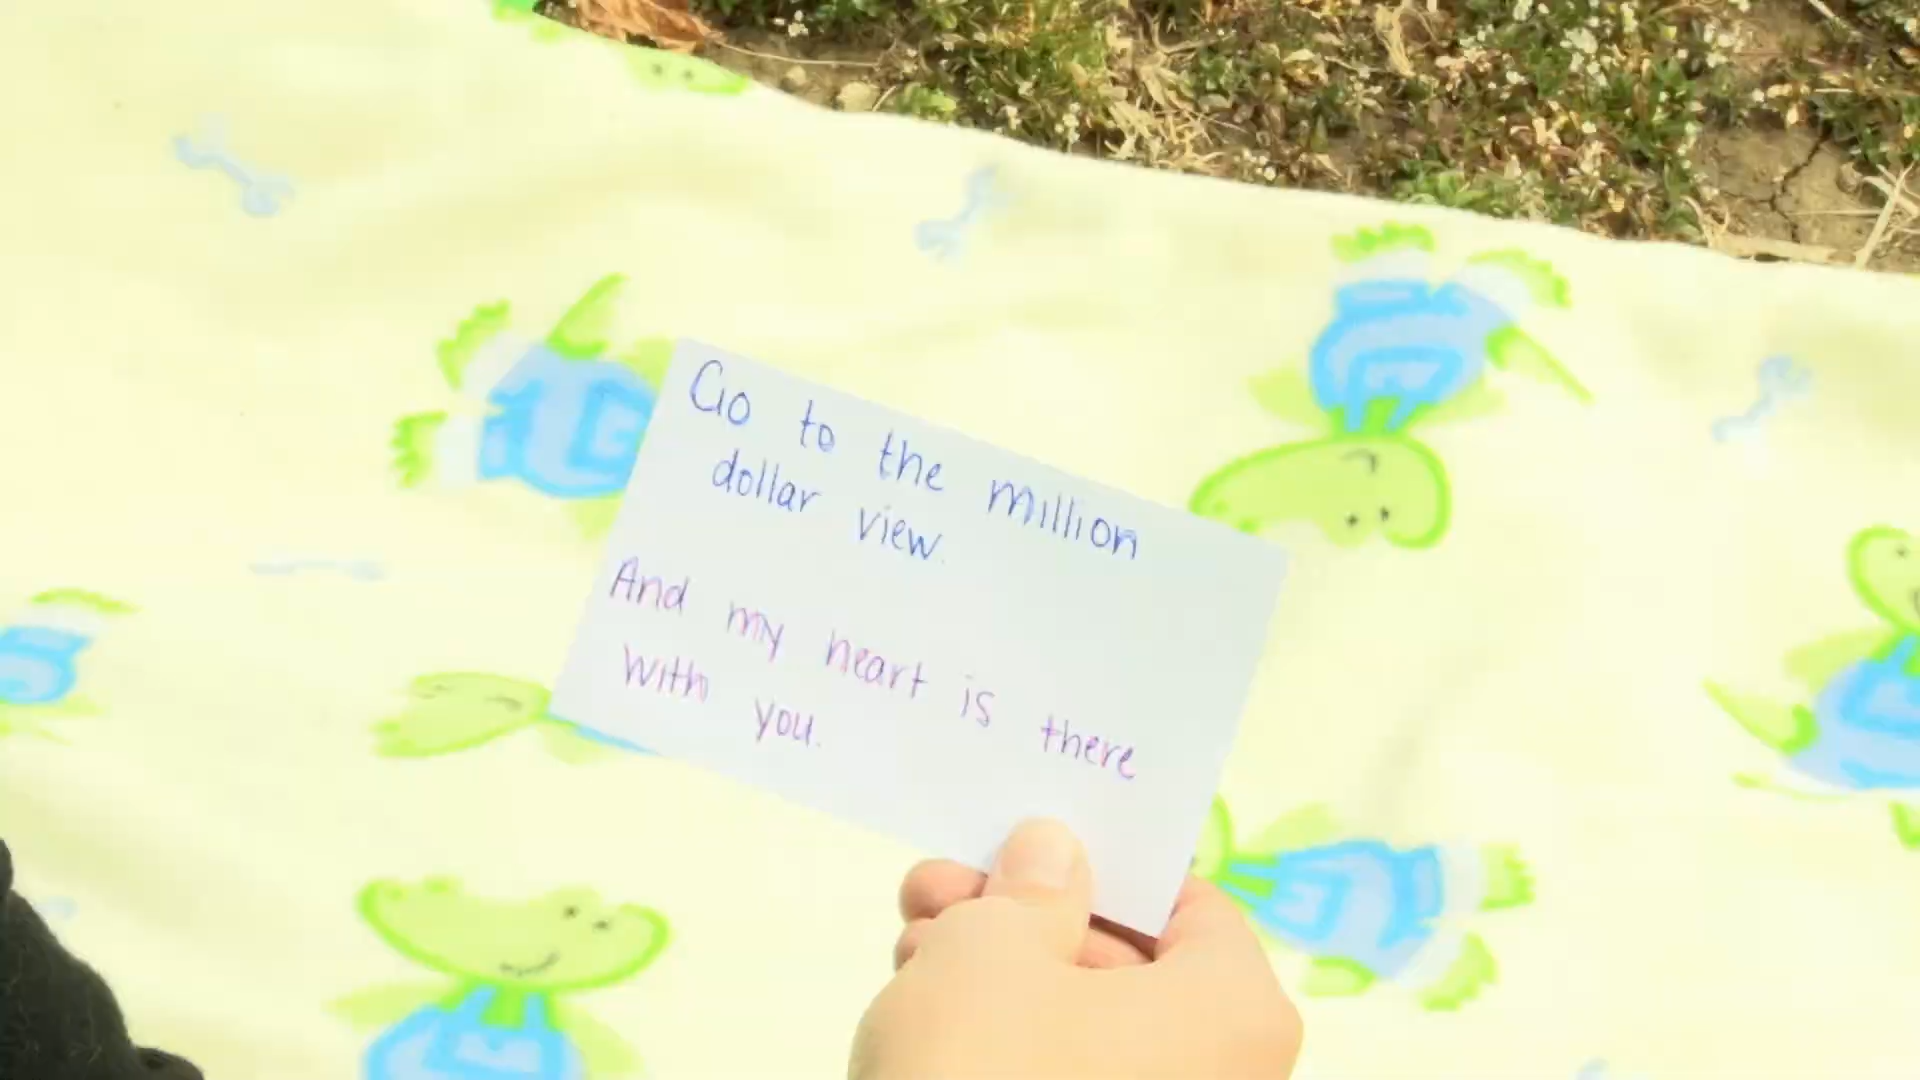 Go to the million
dollar view.
And my heart is there
with you.